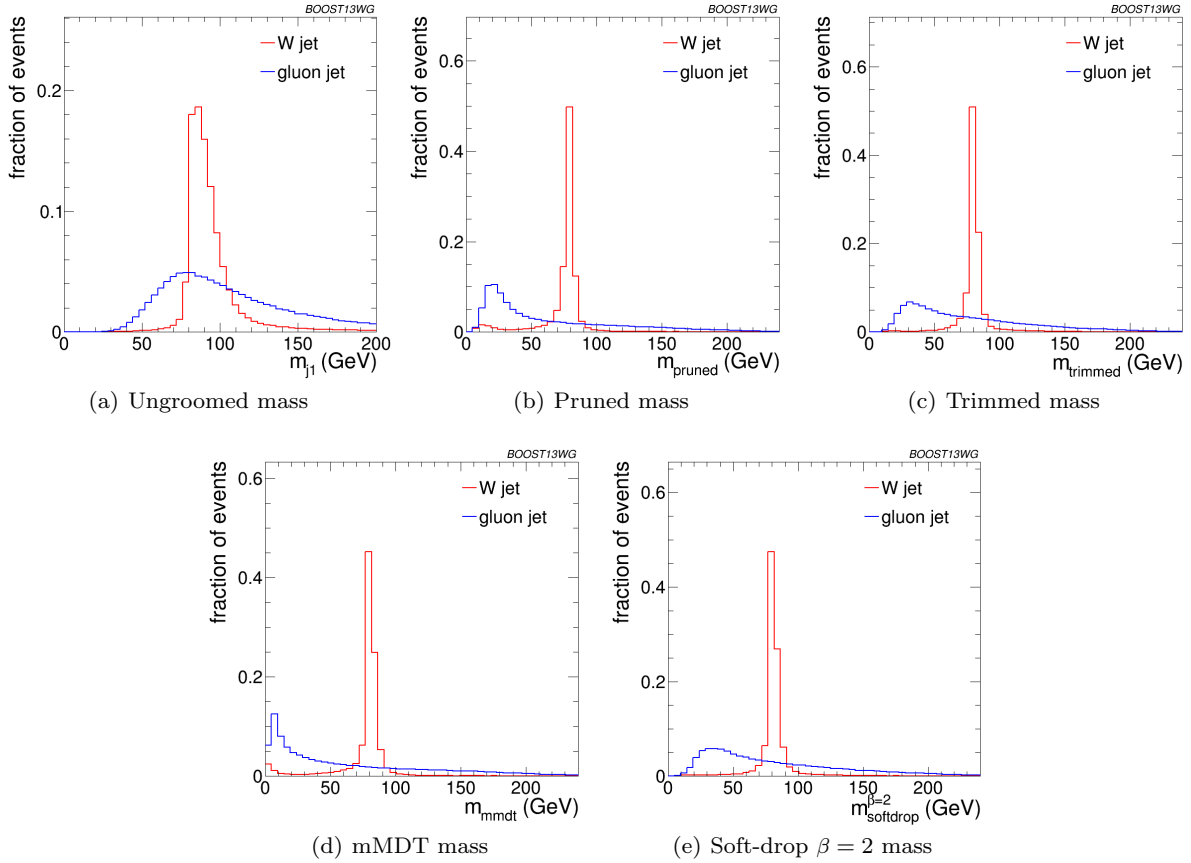 BOOST13WG
fraction of events
W jet
gluon jet
0.2
0.1
0
0 50 100 150 200
m_j1 (GeV)
(a) Ungroomed mass
BOOST13WG
fraction of events
W jet
gluon jet
0.6
0.4
0.2
0
0 50 100 150 200
m_pruned (GeV)
(b) Pruned mass
BOOST13WG
fraction of events
W jet
gluon jet
0.6
0.4
0.2
0
0 50 100 150 200
m_trimmed (GeV)
(c) Trimmed mass
BOOST13WG
fraction of events
W jet
gluon jet
0.6
0.4
0.2
0
0 50 100 150 200
m_mmdt (GeV)
(d) mMDT mass
BOOST13WG
fraction of events
W jet
gluon jet
0.6
0.4
0.2
0
0 50 100 150 200
m^β=2_softdrop (GeV)
(e) Soft-drop β = 2 mass